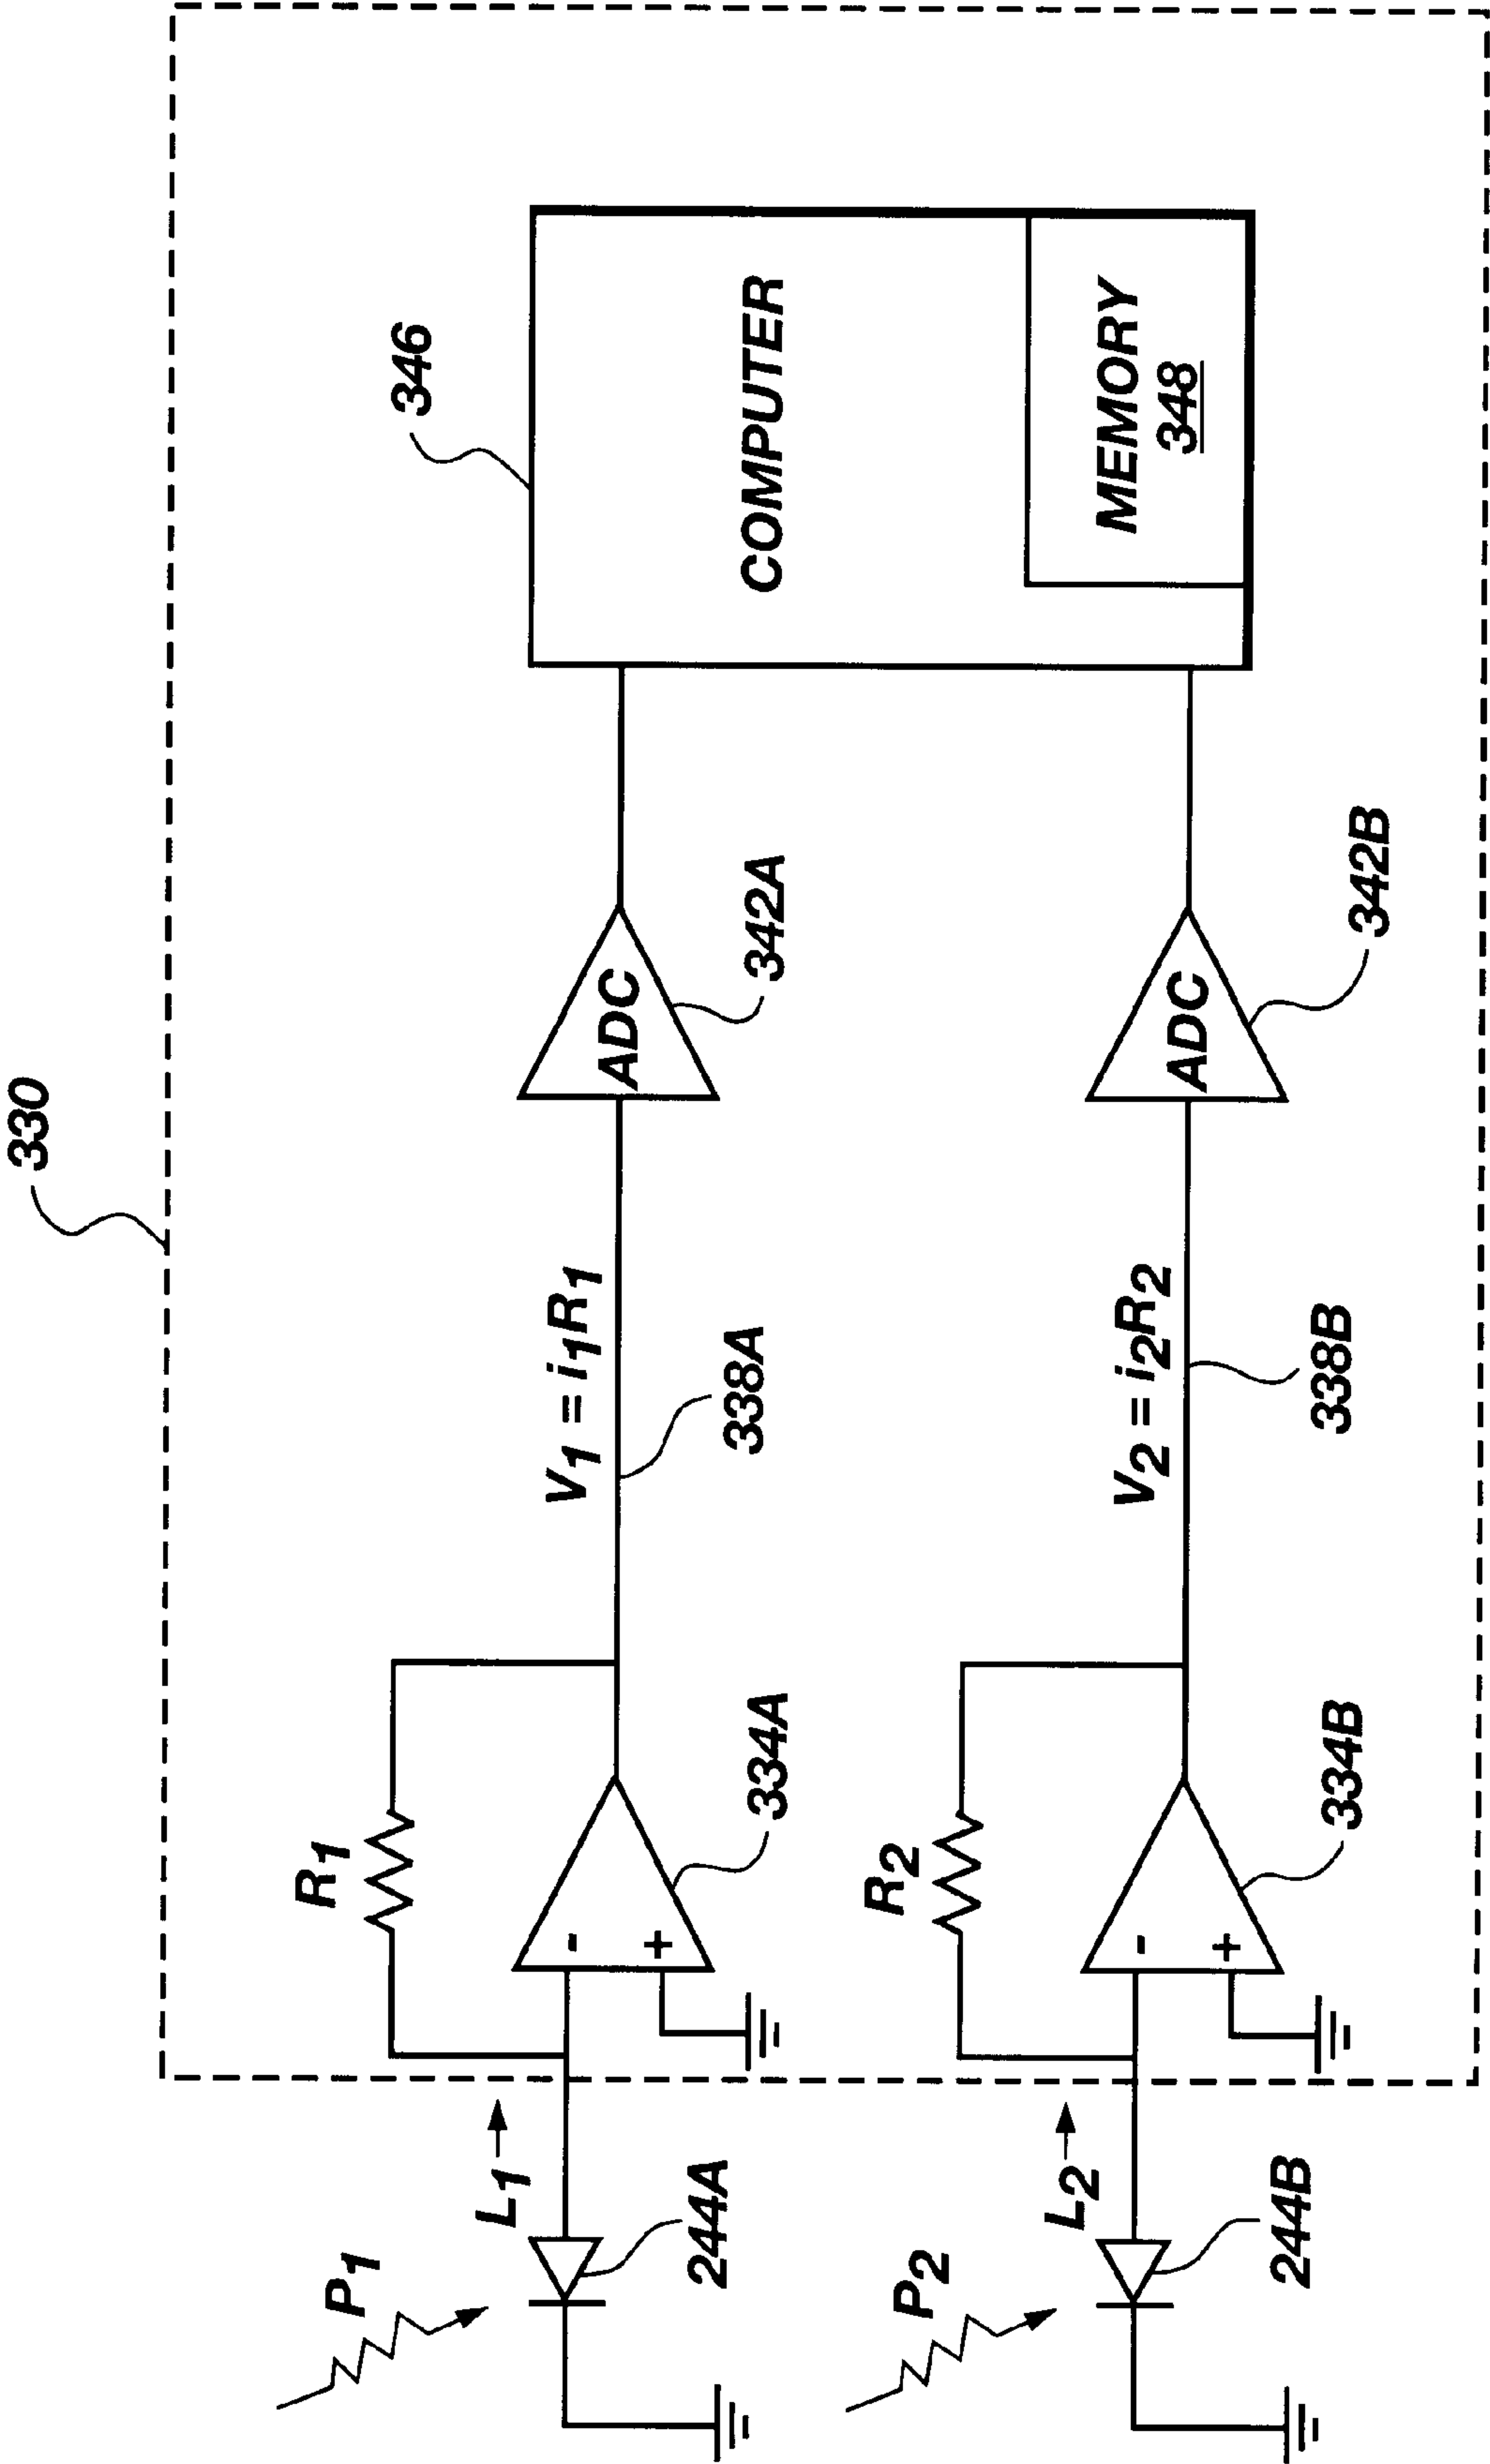 330
346
COMPUTER
MEMORY
348
P1
L1
244A
R1
-
+
334A
V1 = i1R1
338A
ADC
342A
P2
L2
244B
R2
-
+
334B
V2 = i2R2
338B
ADC
342B